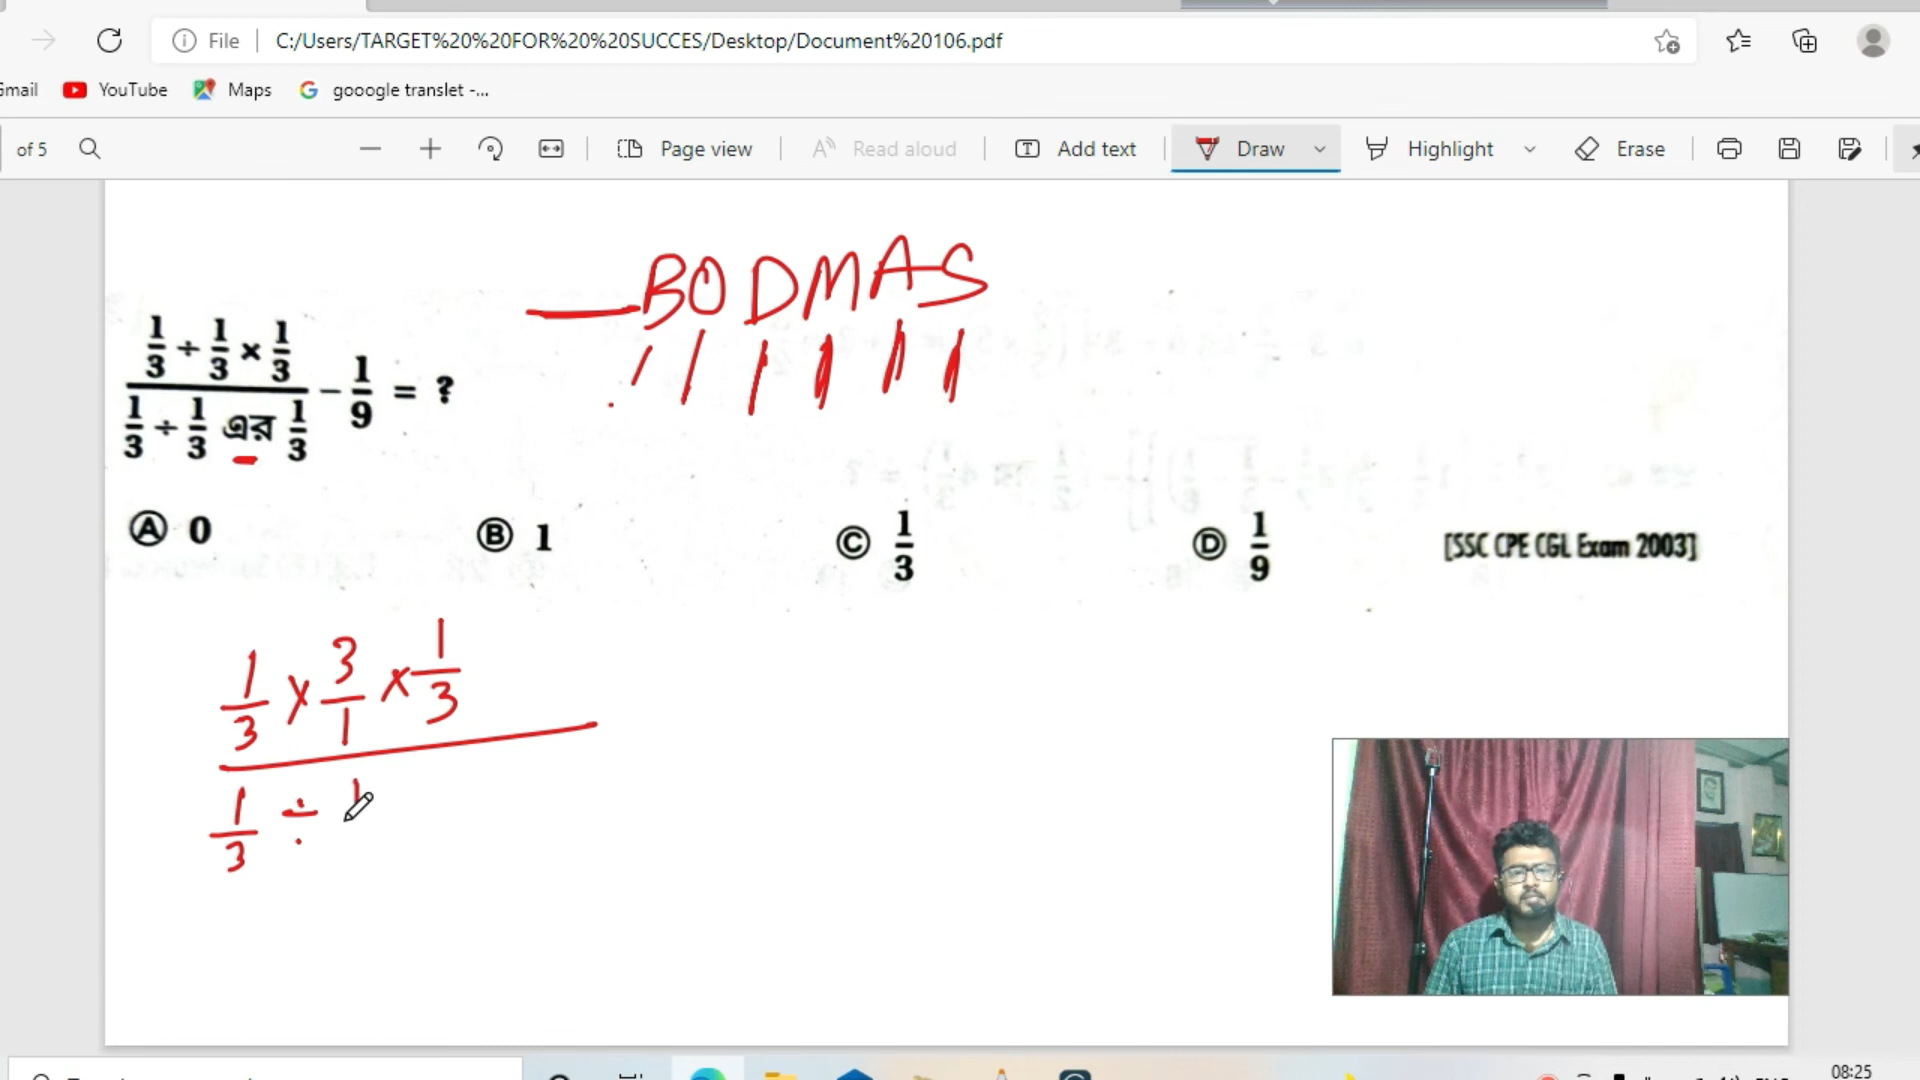 File C:/Users/TARGET%20%20FOR%20%20SUCCES/Desktop/Document%20106.pdf
Gmail YouTube Maps gooogle translet -...
of 5 Page view Read aloud Add text Draw Highlight Erase
BODMAS
1/3 ÷ 1/3 × 1/3
1/3 ÷ 1/3 এর 1/3
− 1/9 = ?
Ⓐ 0 Ⓑ 1 Ⓒ 1/3 Ⓓ 1/9 [SSC CPE CGL Exam 2003]
1/3 × 3/1 × 1/3
1/3 ÷ 1
08:25